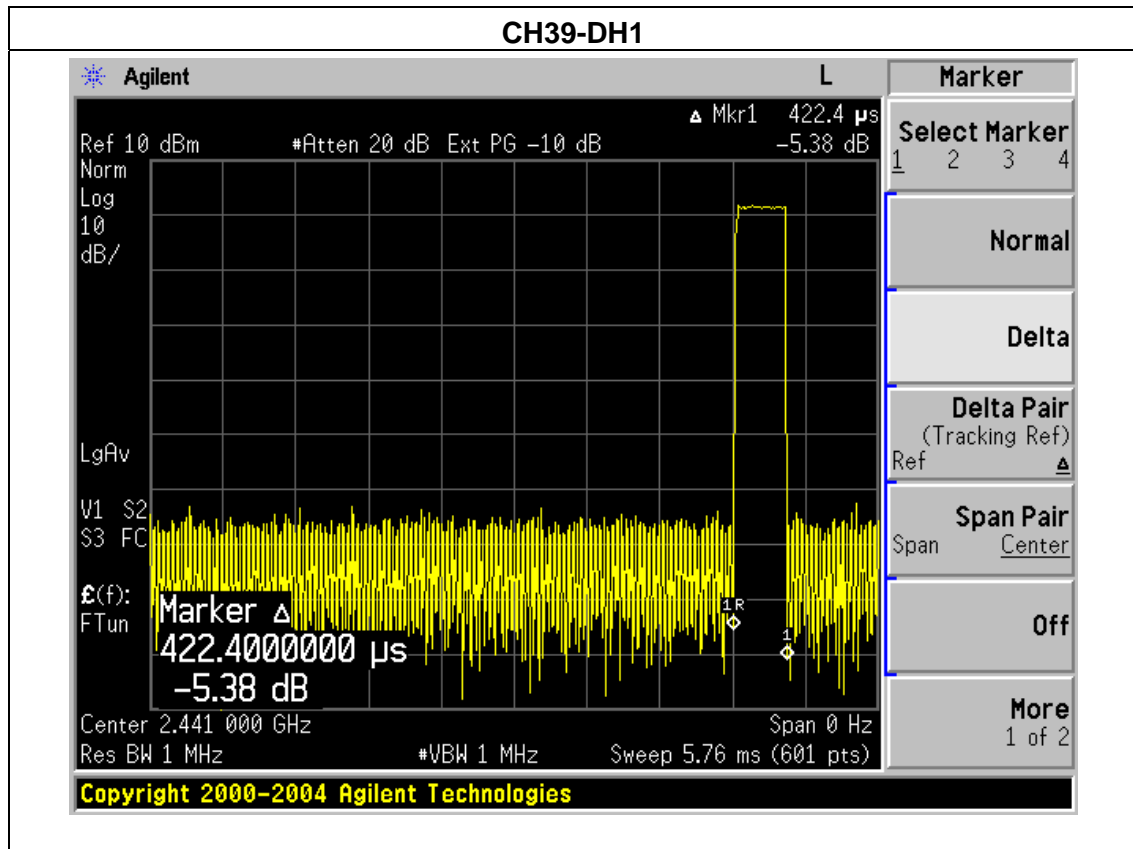 CH39-DH1
Agilent L Marker
Δ Mkr1 422.4 µs
Ref 10 dBm #Atten 20 dB Ext PG -10 dB -5.38 dB
Norm
Log
10
dB/
LgAv
V1 S2
S3 FC
£(f):
FTun
1R
1
Marker Δ
422.4000000 µs
-5.38 dB
Center 2.441 000 GHz Span 0 Hz
Res BW 1 MHz #VBW 1 MHz Sweep 5.76 ms (601 pts)
Copyright 2000-2004 Agilent Technologies
Select Marker
1 2 3 4
Normal
Delta
Delta Pair
(Tracking Ref)
Ref Δ
Span Pair
Span Center
Off
More
1 of 2